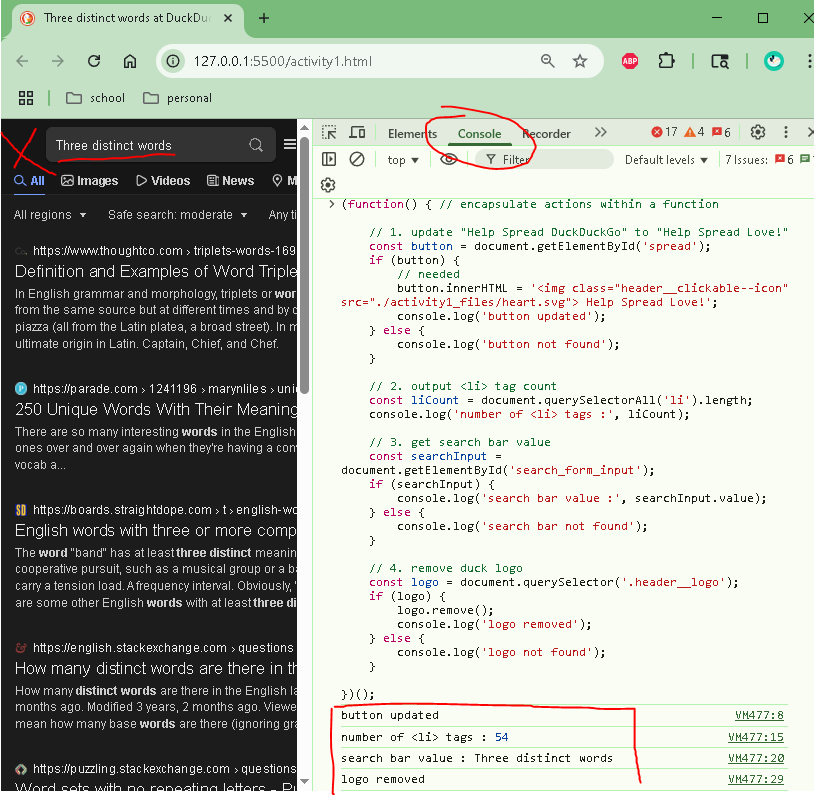 Three distinct words at DuckDu
127.0.0.1:5500/activity1.html
ABP
school
personal
Three distinct words
All
Images
Videos
News
M
All regions
Safe search: moderate
Any ti
https://www.thoughtco.com › triplets-words-169
Definition and Examples of Word Triple
In English grammar and morphology, triplets or wor
from the same source but at different times and by d
piazza (all from the Latin platea, a broad street). In m
ultimate origin in Latin. Captain, Chief, and Chef.
https://parade.com › 1241196 › marynliles › uni
250 Unique Words With Their Meaning
There are so many interesting words in the English
ones over and over again when they're having a con
vocab a...
https://boards.straightdope.com › t › english-wo
English words with three or more comp
The word "band" has at least three distinct meanin
cooperative pursuit, such as a musical group or a ba
carry a tension load. A frequency interval. Obviously, '
are some other English words with at least three di
https://english.stackexchange.com › questions
How many distinct words are there in th
How many distinct words are there in the English la
months ago. Modified 3 years, 2 months ago. Viewe
mean how many base words are there (ignoring gra
https://puzzling.stackexchange.com › questions
Word sets with no repeating letters - Pu
Elements
Console
Recorder
17
4
6
top
Filter
Default levels
7 Issues:
6
(function() { // encapsulate actions within a function
// 1. update "Help Spread DuckDuckGo" to "Help Spread Love!"
const button = document.getElementById('spread');
if (button) {
// needed
button.innerHTML = '<img class="header__clickable--icon"
src="./activity1_files/heart.svg"> Help Spread Love!';
console.log('button updated');
} else {
console.log('button not found');
}
// 2. output <li> tag count
const liCount = document.querySelectorAll('li').length;
console.log('number of <li> tags :', liCount);
// 3. get search bar value
const searchInput =
document.getElementById('search_form_input');
if (searchInput) {
console.log('search bar value :', searchInput.value);
} else {
console.log('search bar not found');
}
// 4. remove duck logo
const logo = document.querySelector('.header__logo');
if (logo) {
logo.remove();
console.log('logo removed');
} else {
console.log('logo not found');
}
})();
button updated VM477:8
number of <li> tags : 54 VM477:15
search bar value : Three distinct words VM477:20
logo removed VM477:29